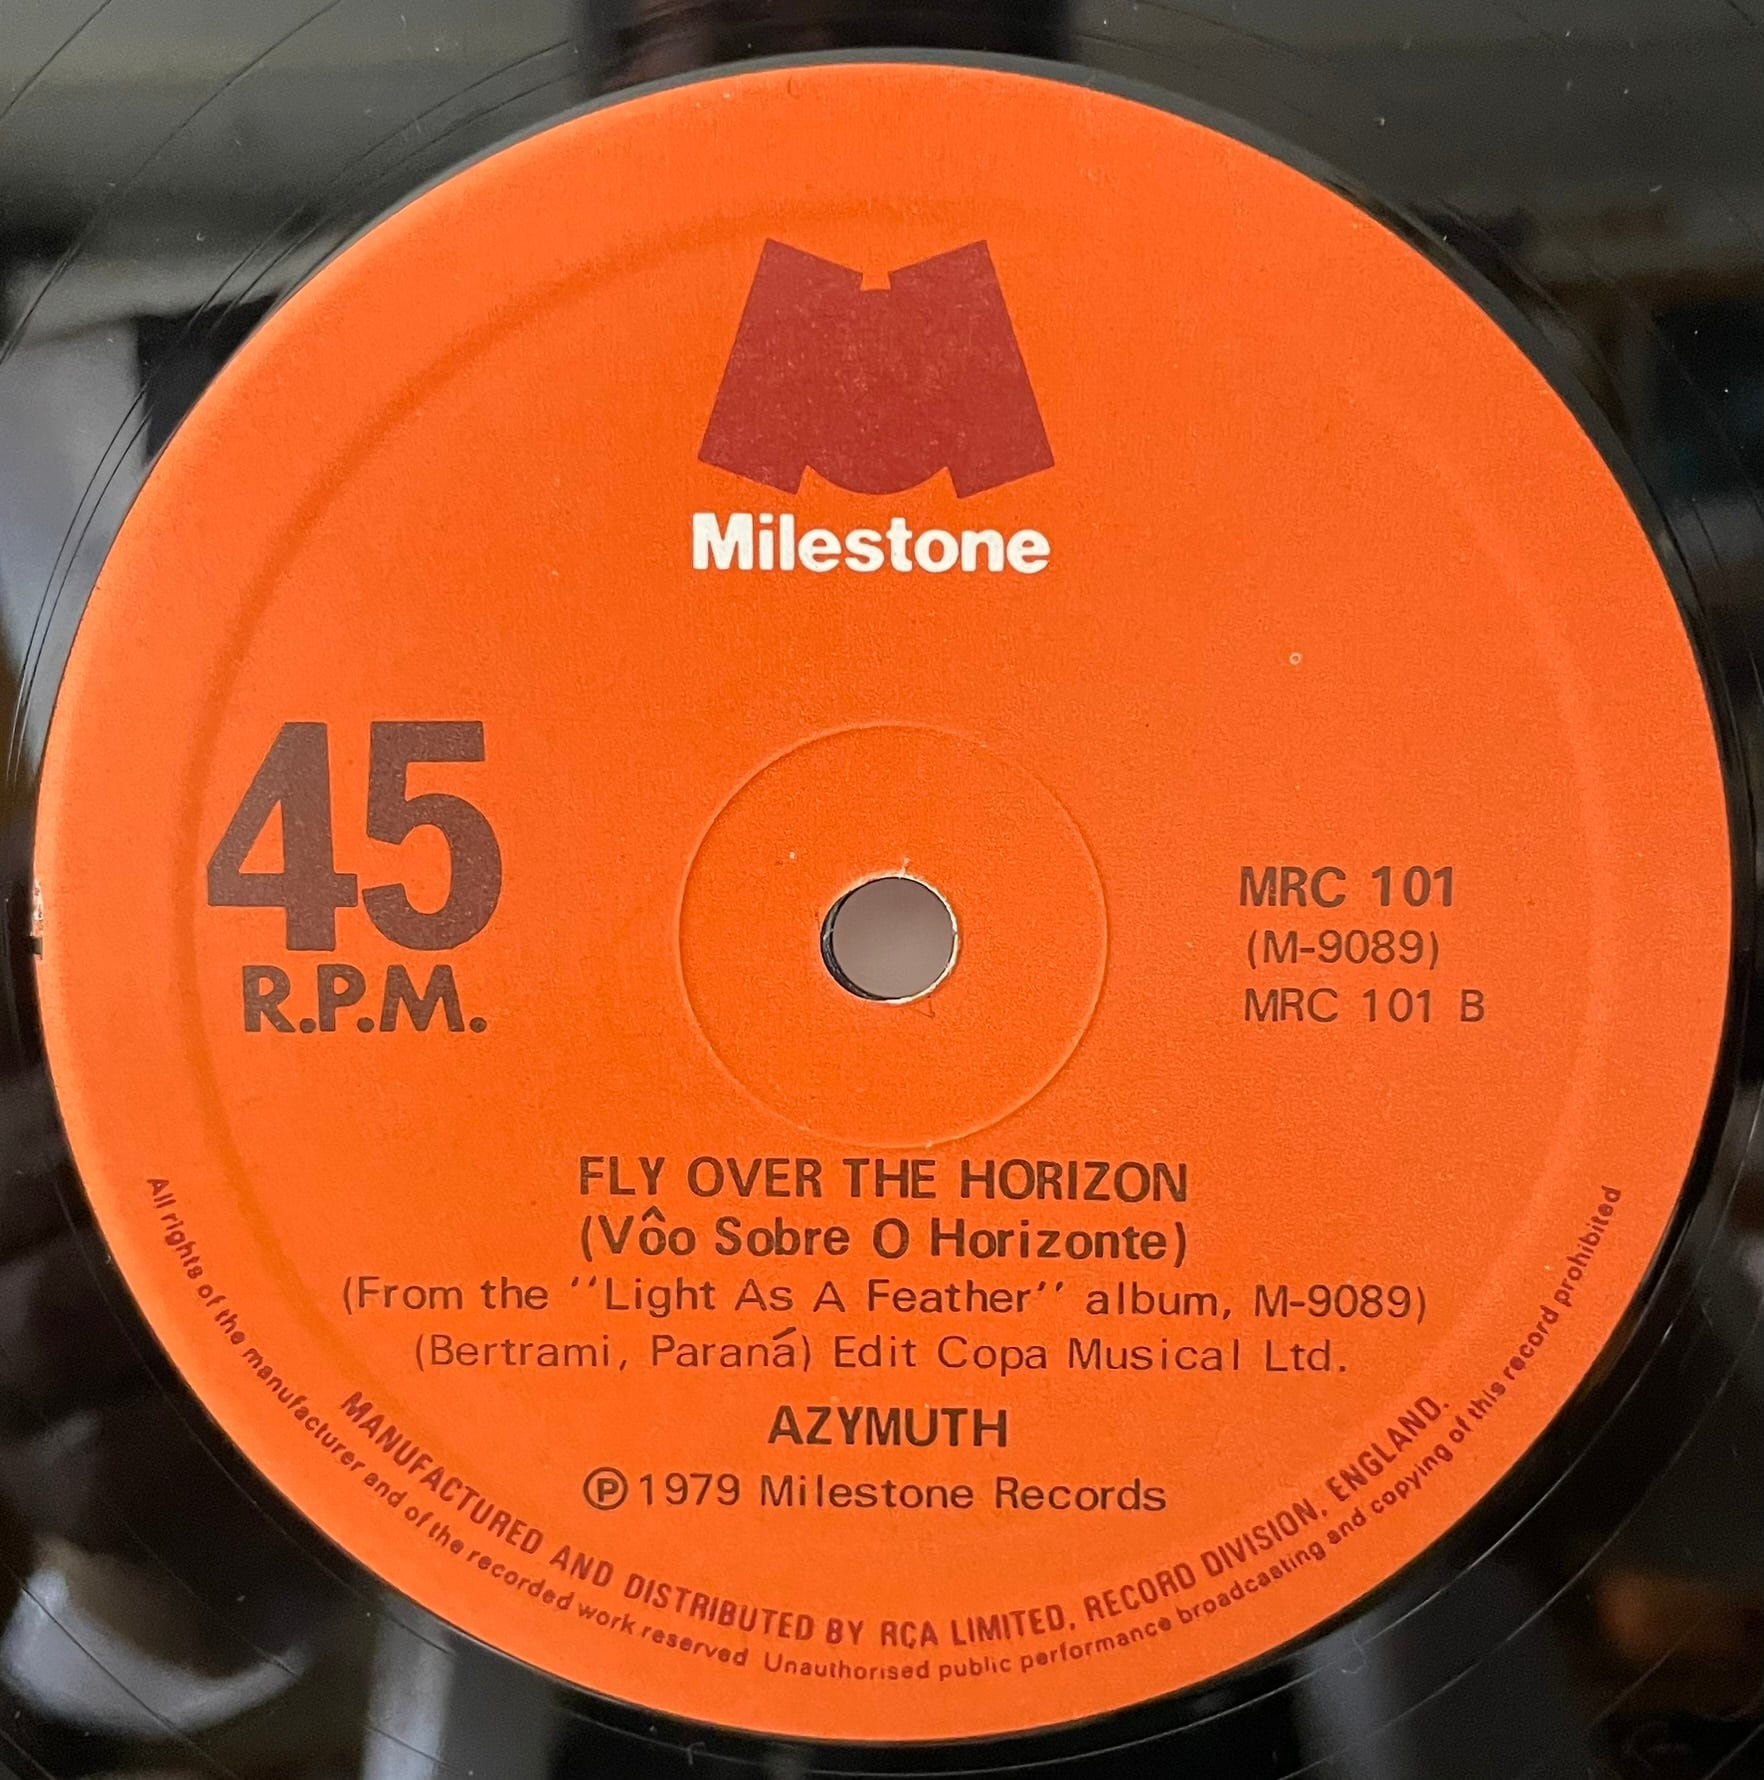 Milestone
45
R.P.M.
MRC 101
(M-9089)
MRC 101 B
FLY OVER THE HORIZON
(Vôo Sobre O Horizonte)
(From the ‘‘Light As A Feather’’ album, M-9089)
(Bertrami, Paraná) Edit Copa Musical Ltd.
AZYMUTH
Ⓟ 1979 Milestone Records
MANUFACTURED AND DISTRIBUTED BY RCA LIMITED, RECORD DIVISION, ENGLAND.
All rights of the manufacturer and of the recorded work reserved Unauthorised public performance broadcasting and copying of this record prohibited